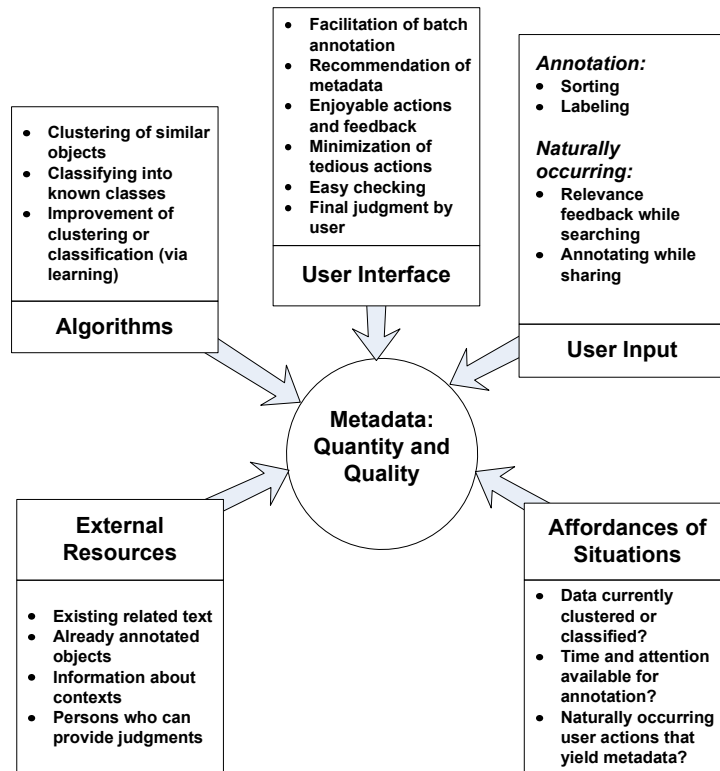 • Clustering of similar
objects
• Classifying into
known classes
• Improvement of
clustering or
classification (via
learning)
Algorithms
• Facilitation of batch
annotation
• Recommendation of
metadata
• Enjoyable actions
and feedback
• Minimization of
tedious actions
• Easy checking
• Final judgment by
user
User Interface
Annotation:
• Sorting
• Labeling
Naturally
occurring:
• Relevance
feedback while
searching
• Annotating while
sharing
User Input
Metadata:
Quantity and
Quality
External
Resources
• Existing related text
• Already annotated
objects
• Information about
contexts
• Persons who can
provide judgments
Affordances of
Situations
• Data currently
clustered or
classified?
• Time and attention
available for
annotation?
• Naturally occurring
user actions that
yield metadata?